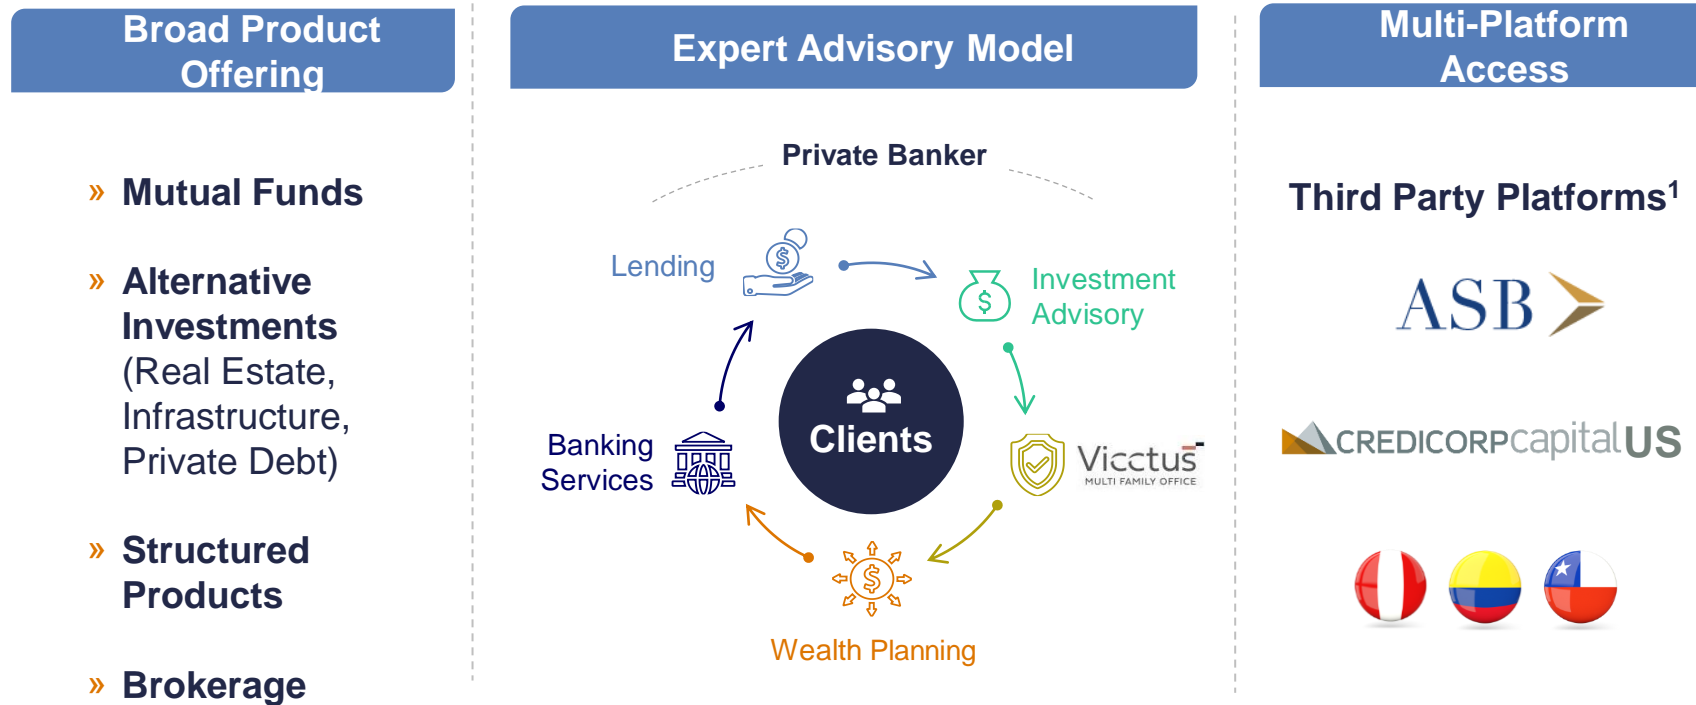 Broad Product
Offering
» Mutual Funds
» Alternative
Investments
(Real Estate,
Infrastructure,
Private Debt)
» Structured
Products
» Brokerage
Expert Advisory Model
Private Banker
Lending
$
$
Investment
Advisory
Clients
Banking
Services
Vicctus
MULTI FAMILY OFFICE
$
Wealth Planning
Multi-Platform
Access
Third Party Platforms¹
ASB
CREDICORPcapitalUS